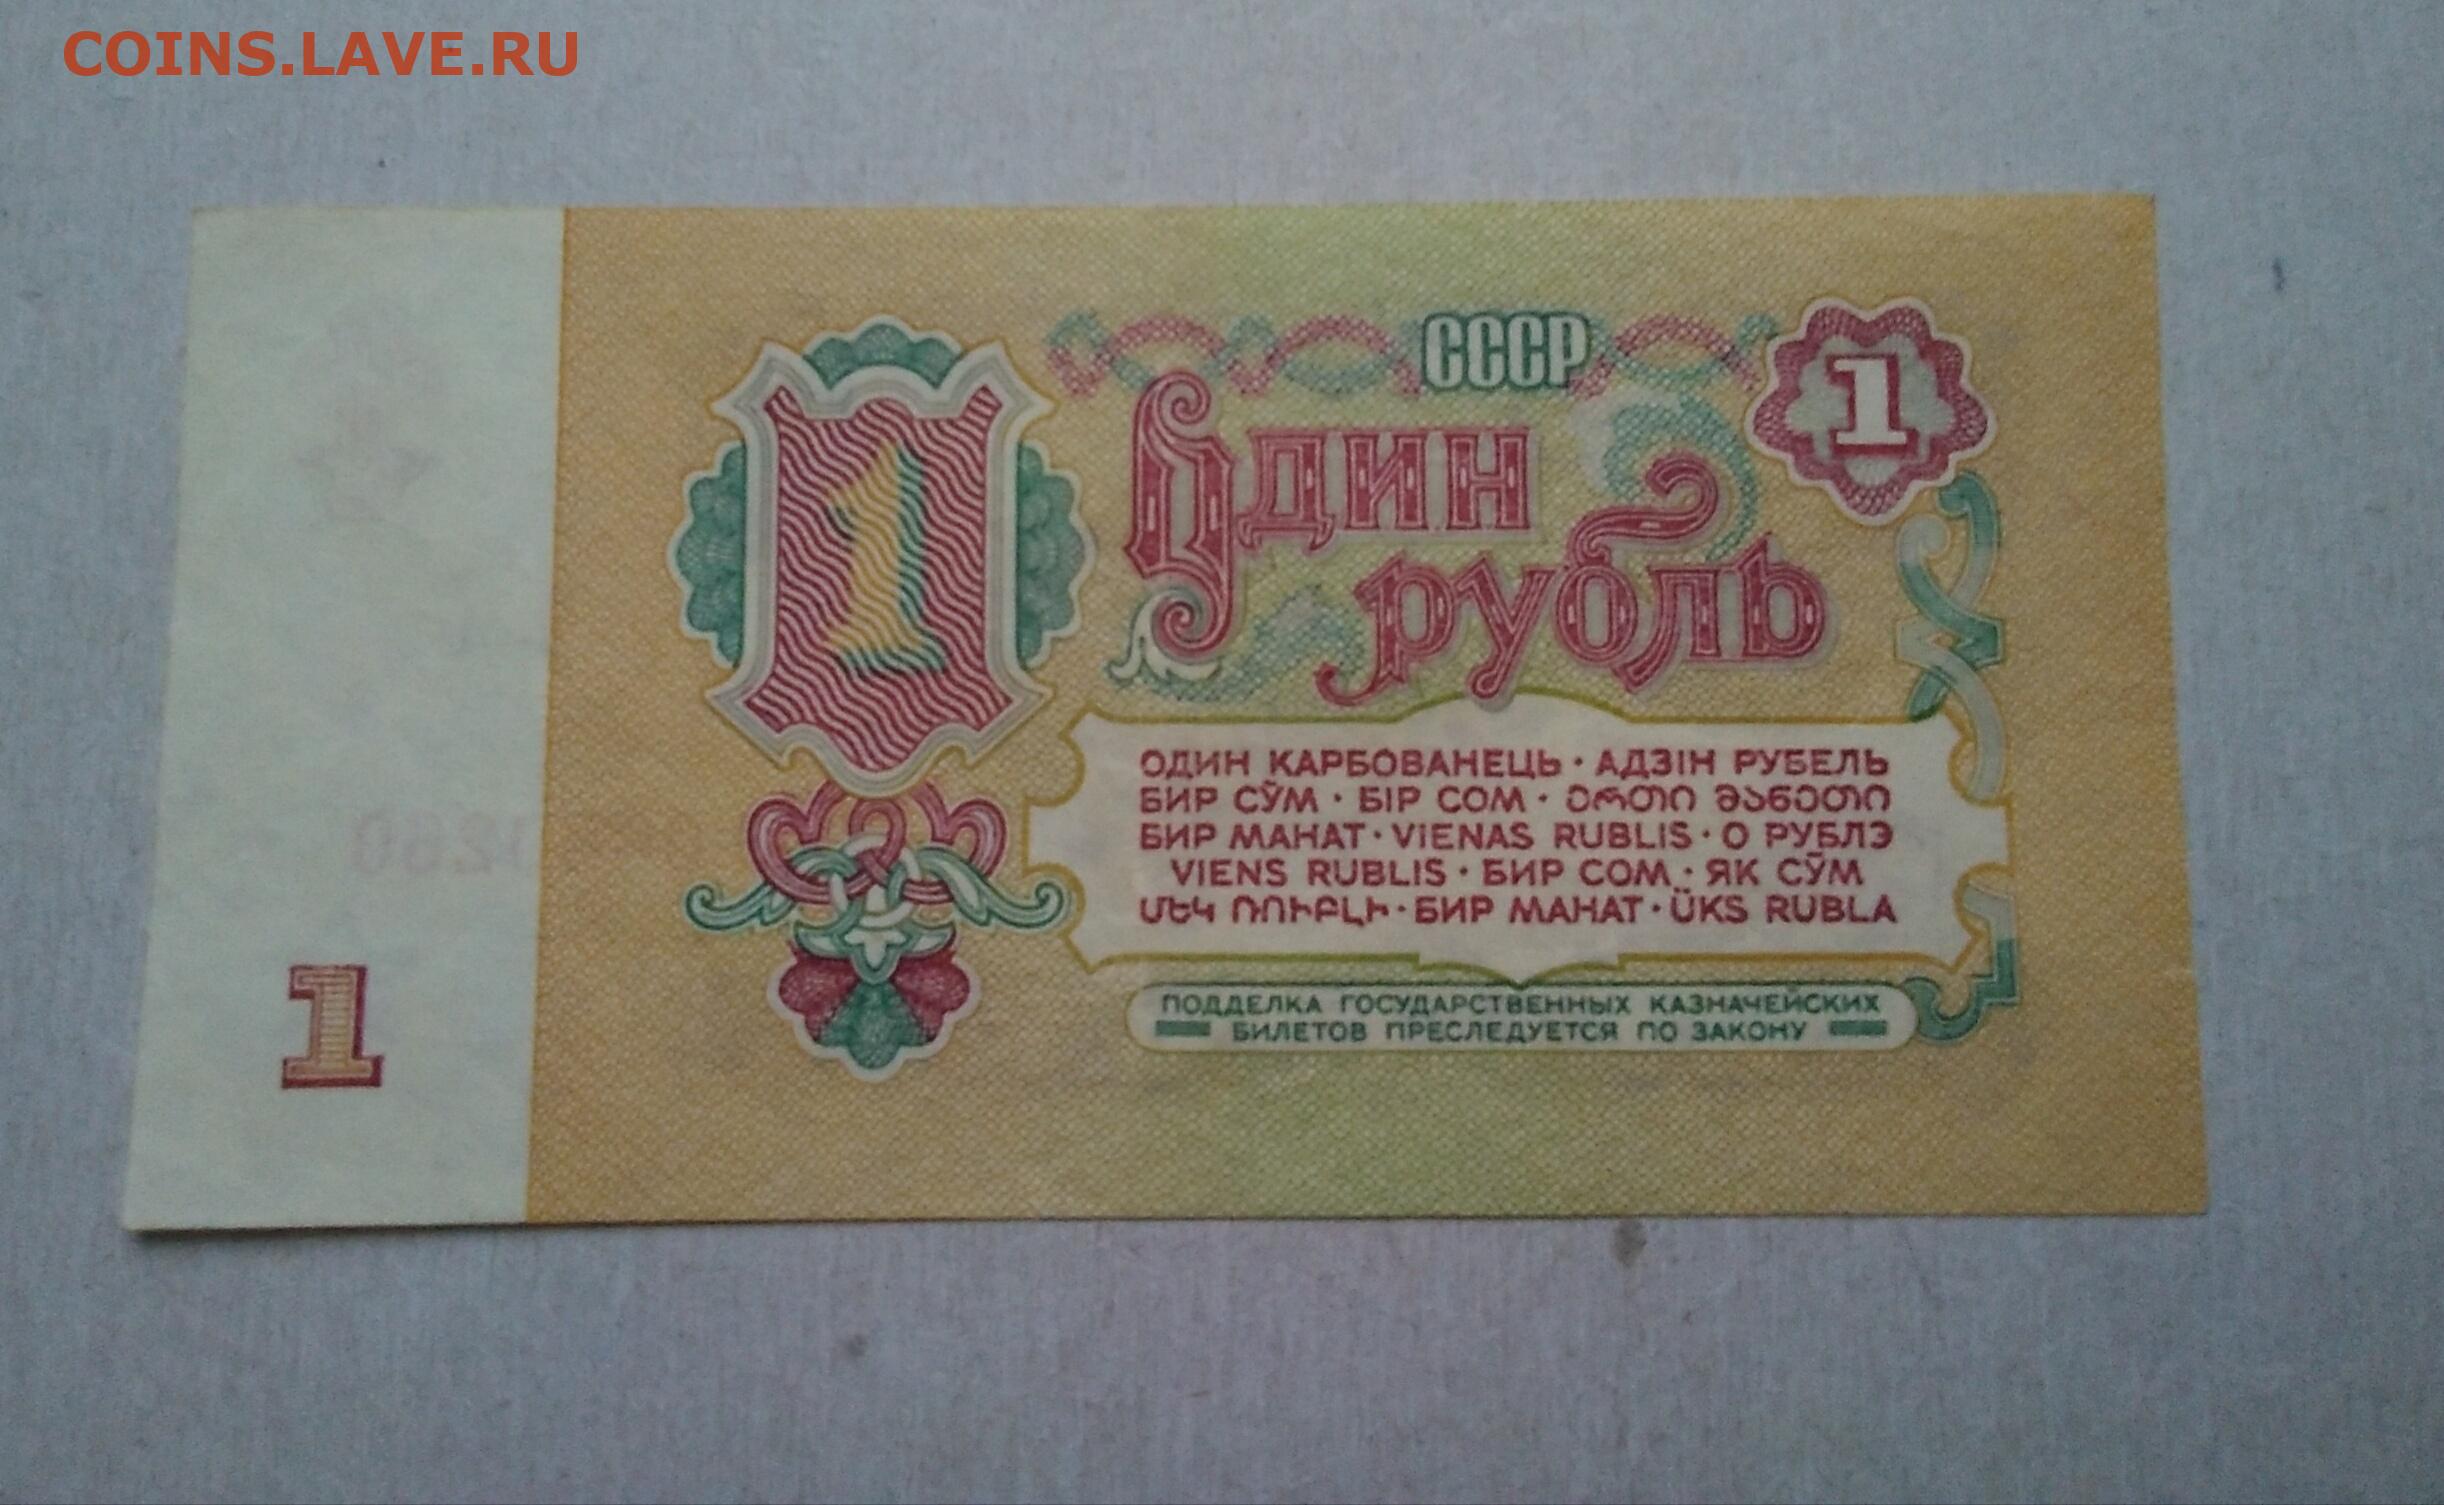 COINS.LAVE.RU
СССР
1
1
Один
рубль
ОДИН КАРБОВАНЕЦЬ · АДЗІН РУБЕЛЬ
БИР СЎМ · БІР СОМ · ᲔᲠᲗᲘ ᲛᲐᲜᲔᲗᲘ
БИР МАНАТ · VIENAS RUBLIS · О РУБЛЭ
VIENS RUBLIS · БИР СОМ · ЯК СӮМ
ՄԵԿ ՌՈՒԲԼԻ · БИР МАНАТ · ÜKS RUBLA
ПОДДЕЛКА ГОСУДАРСТВЕННЫХ КАЗНАЧЕЙСКИХ
БИЛЕТОВ ПРЕСЛЕДУЕТСЯ ПО ЗАКОНУ
1